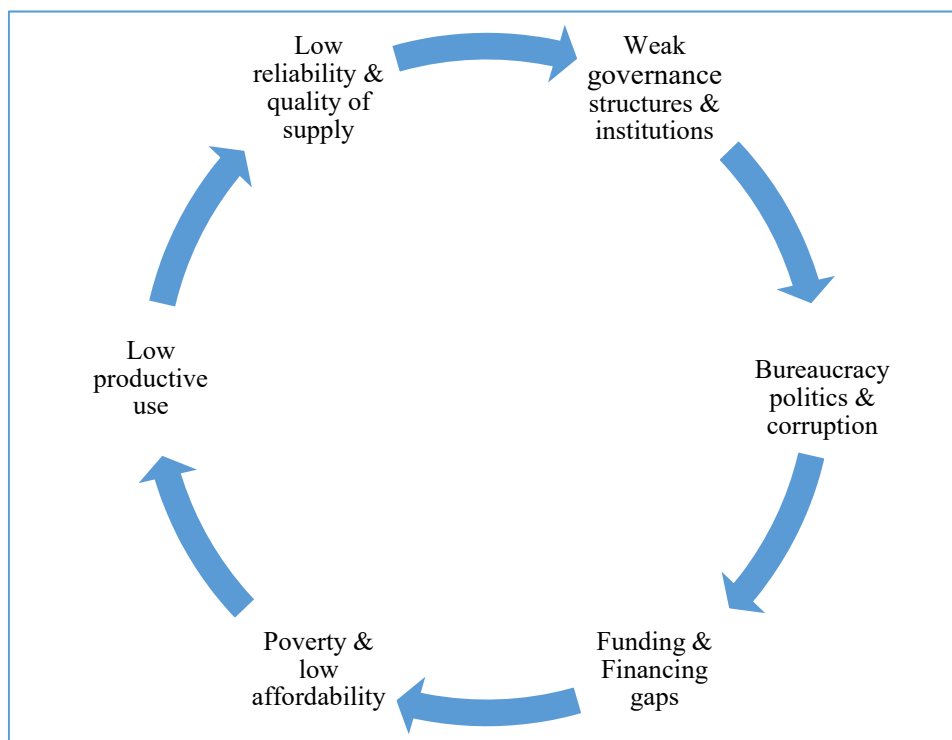 Low
reliability &
quality of
supply
Weak
governance
structures &
institutions
Bureaucracy
politics &
corruption
Funding &
Financing
gaps
Poverty &
low
affordability
Low
productive
use